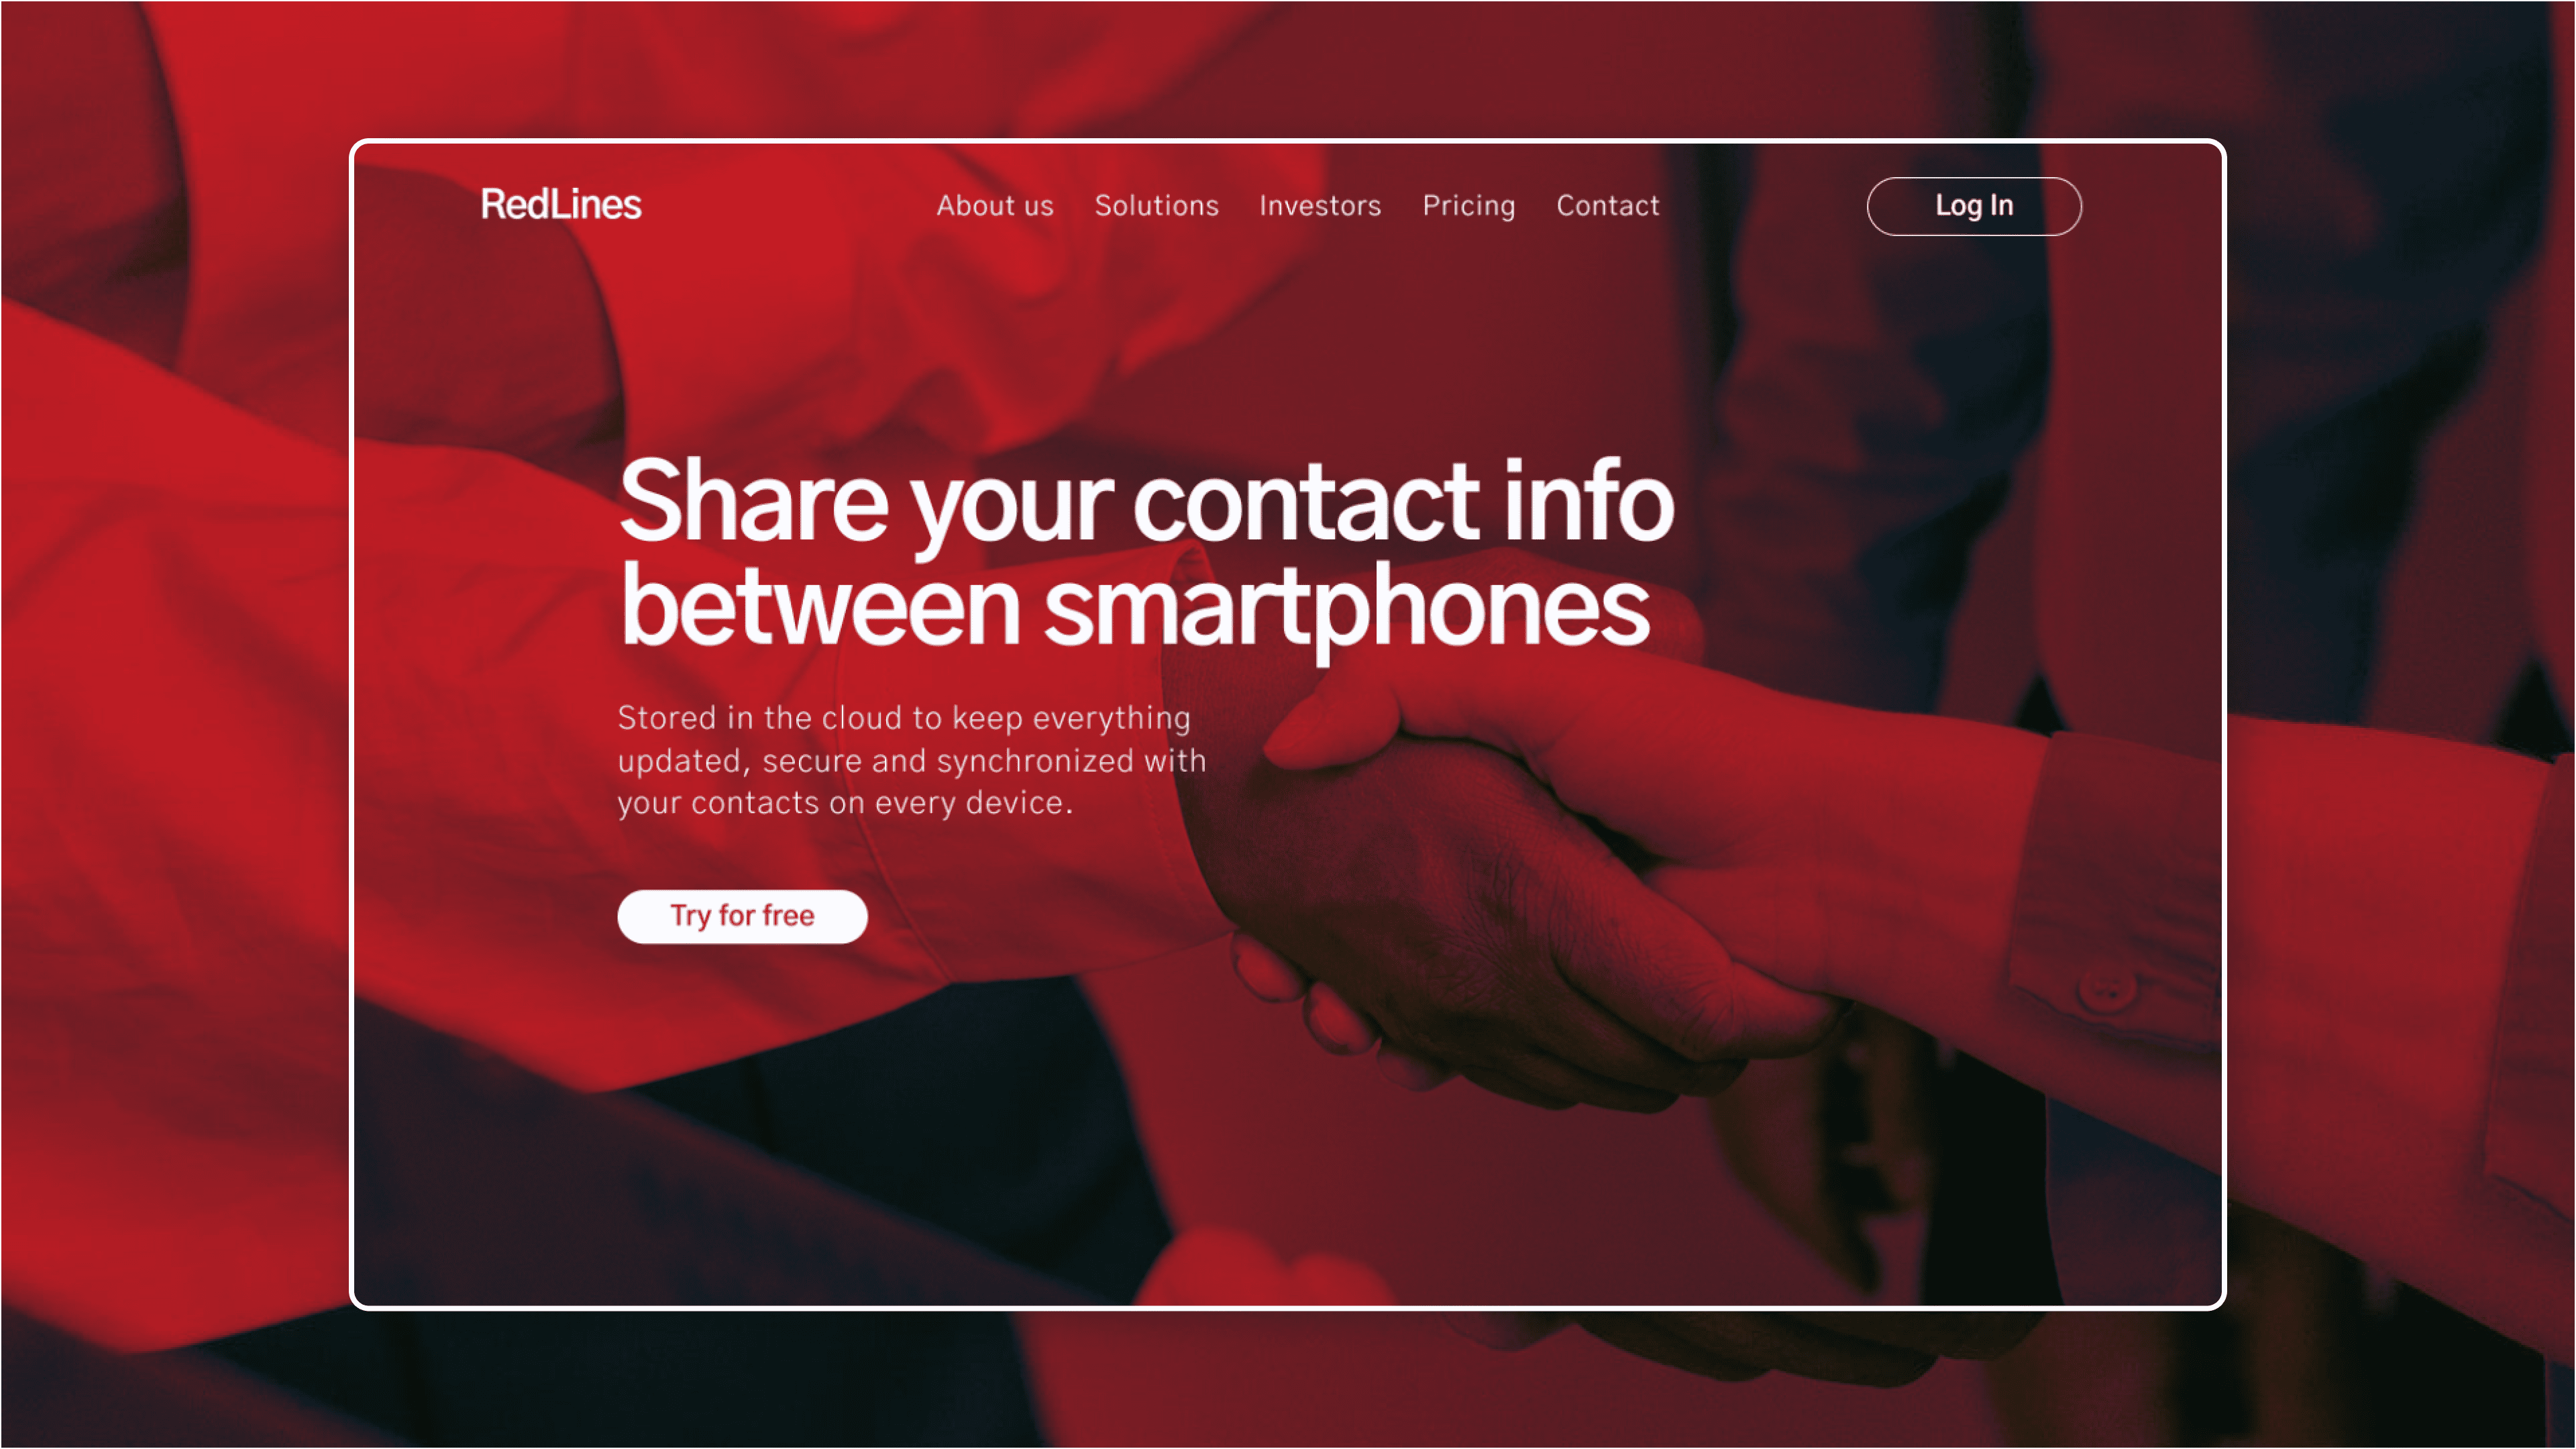 RedLines
About us Solutions Investors Pricing Contact
Log In
Share your contact info
between smartphones
Stored in the cloud to keep everything
updated, secure and synchronized with
your contacts on every device.
Try for free